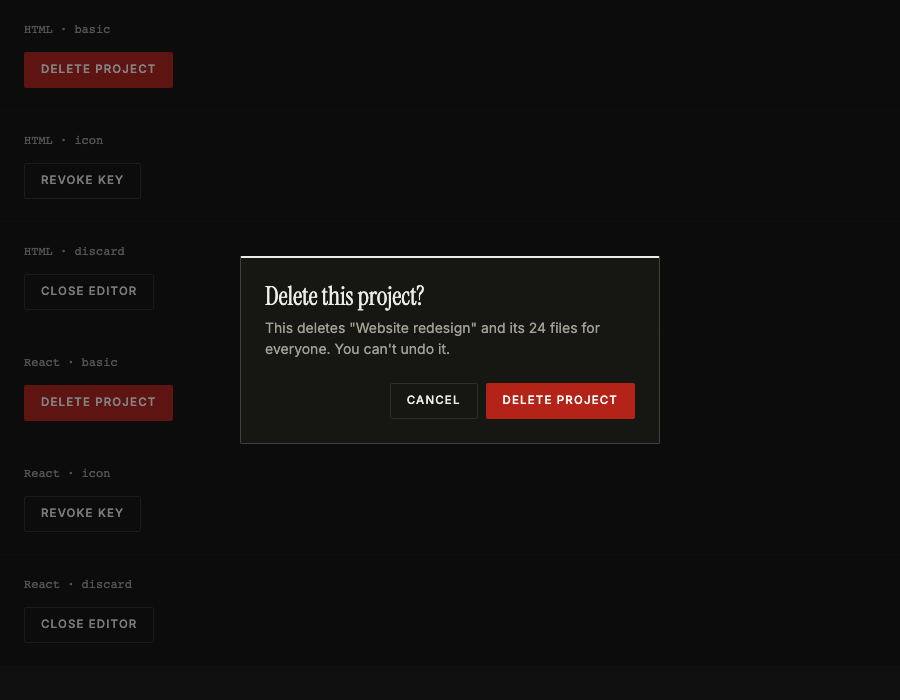 HTML · basic
DELETE PROJECT
HTML · icon
REVOKE KEY
HTML · discard
CLOSE EDITOR
Delete this project?
This deletes "Website redesign" and its 24 files for
everyone. You can't undo it.
CANCEL DELETE PROJECT
React · basic
DELETE PROJECT
React · icon
REVOKE KEY
React · discard
CLOSE EDITOR